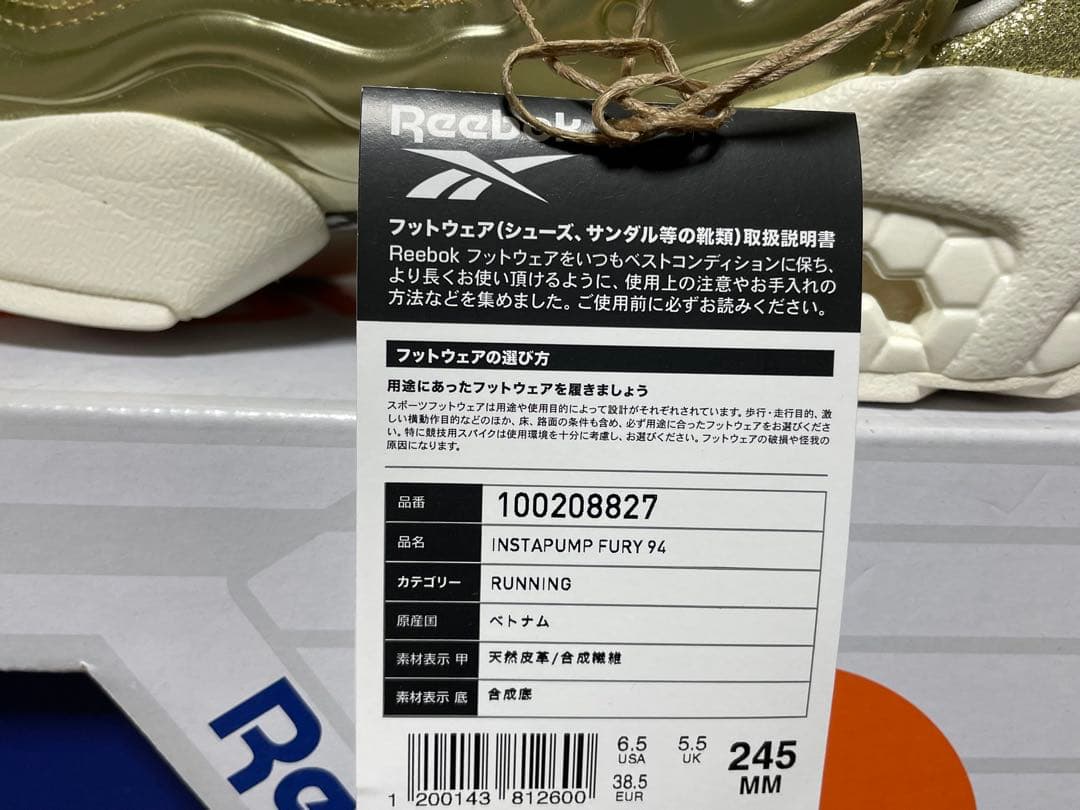 Reebok
フットウェア(シューズ、サンダル等の靴類)取扱説明書
Reebok フットウェアをいつもベストコンディションに保ち、
より長くお使い頂けるように、使用上の注意やお手入れの
方法などを集めました。ご使用前に必ずお読みください。
フットウェアの選び方
用途にあったフットウェアを履きましょう
スポーツフットウェアは用途や使用目的によって設計がそれぞれされています。歩行・走行目的、激
しい横動作目的などのほか、床、路面の条件も含め、必ず用途に合ったフットウェアをお選びくださ
い。特に競技用スパイクは使用環境を十分に考慮し、お選びください。フットウェアの破損や怪我の
原因になります。
品番 100208827
品名 INSTAPUMP FURY 94
カテゴリー RUNNING
原産国 ベトナム
素材表示 甲 天然皮革/合成繊維
素材表示 底 合成底
6.5 USA 5.5 UK 245 MM
38.5 EUR
1 200143 812600
Re